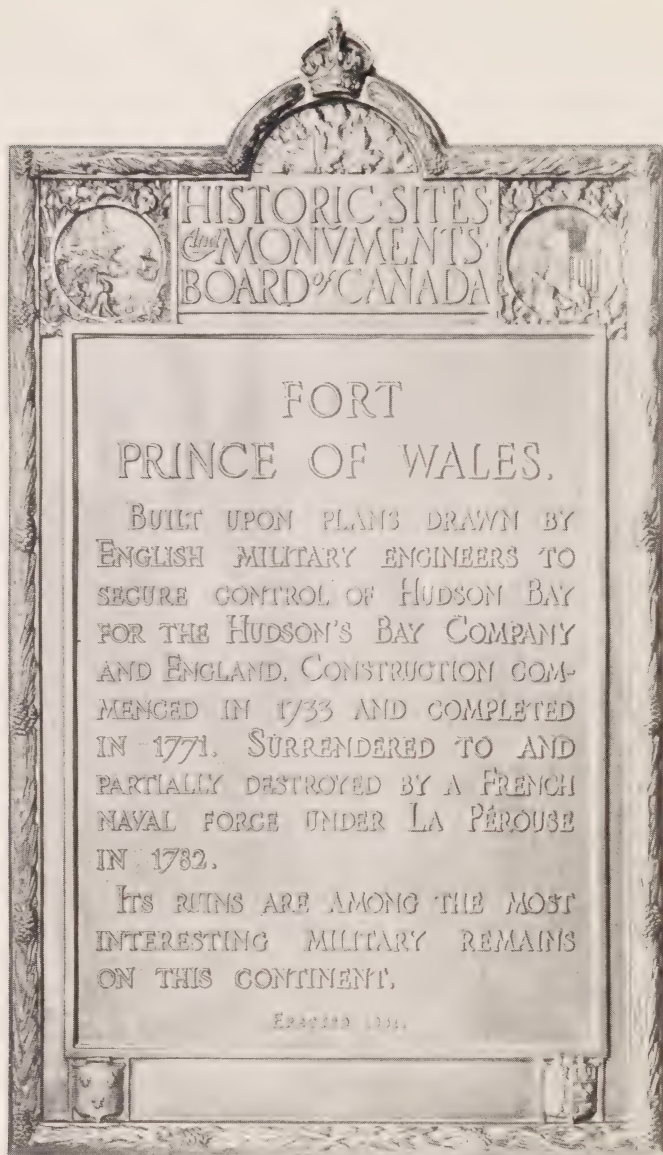 HISTORIC·SITES·
and MONVMENTS·
BOARD of CANADA
FORT
PRINCE OF WALES.
BUILT UPON PLANS DRAWN BY
ENGLISH MILITARY ENGINEERS TO
SECURE CONTROL OF HUDSON BAY
FOR THE HUDSON'S BAY COMPANY
AND ENGLAND. CONSTRUCTION COM-
MENCED IN 1733 AND COMPLETED
IN 1771. SURRENDERED TO AND
PARTIALLY DESTROYED BY A FRENCH
NAVAL FORCE UNDER LA PÉROUSE
IN 1782.
ITS RUINS ARE AMONG THE MOST
INTERESTING MILITARY REMAINS
ON THIS CONTINENT.
ERECTED